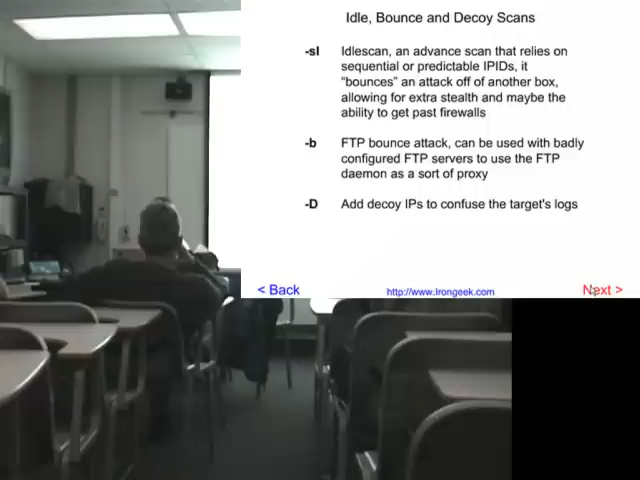 Idle, Bounce and Decoy Scans
-sI Idlescan, an advance scan that relies on
sequential or predictable IPIDs, it
“bounces” an attack off of another box,
allowing for extra stealth and maybe the
ability to get past firewalls
-b FTP bounce attack, can be used with badly
configured FTP servers to use the FTP
daemon as a sort of proxy
-D Add decoy IPs to confuse the target's logs
< Back http://www.Irongeek.com Next >